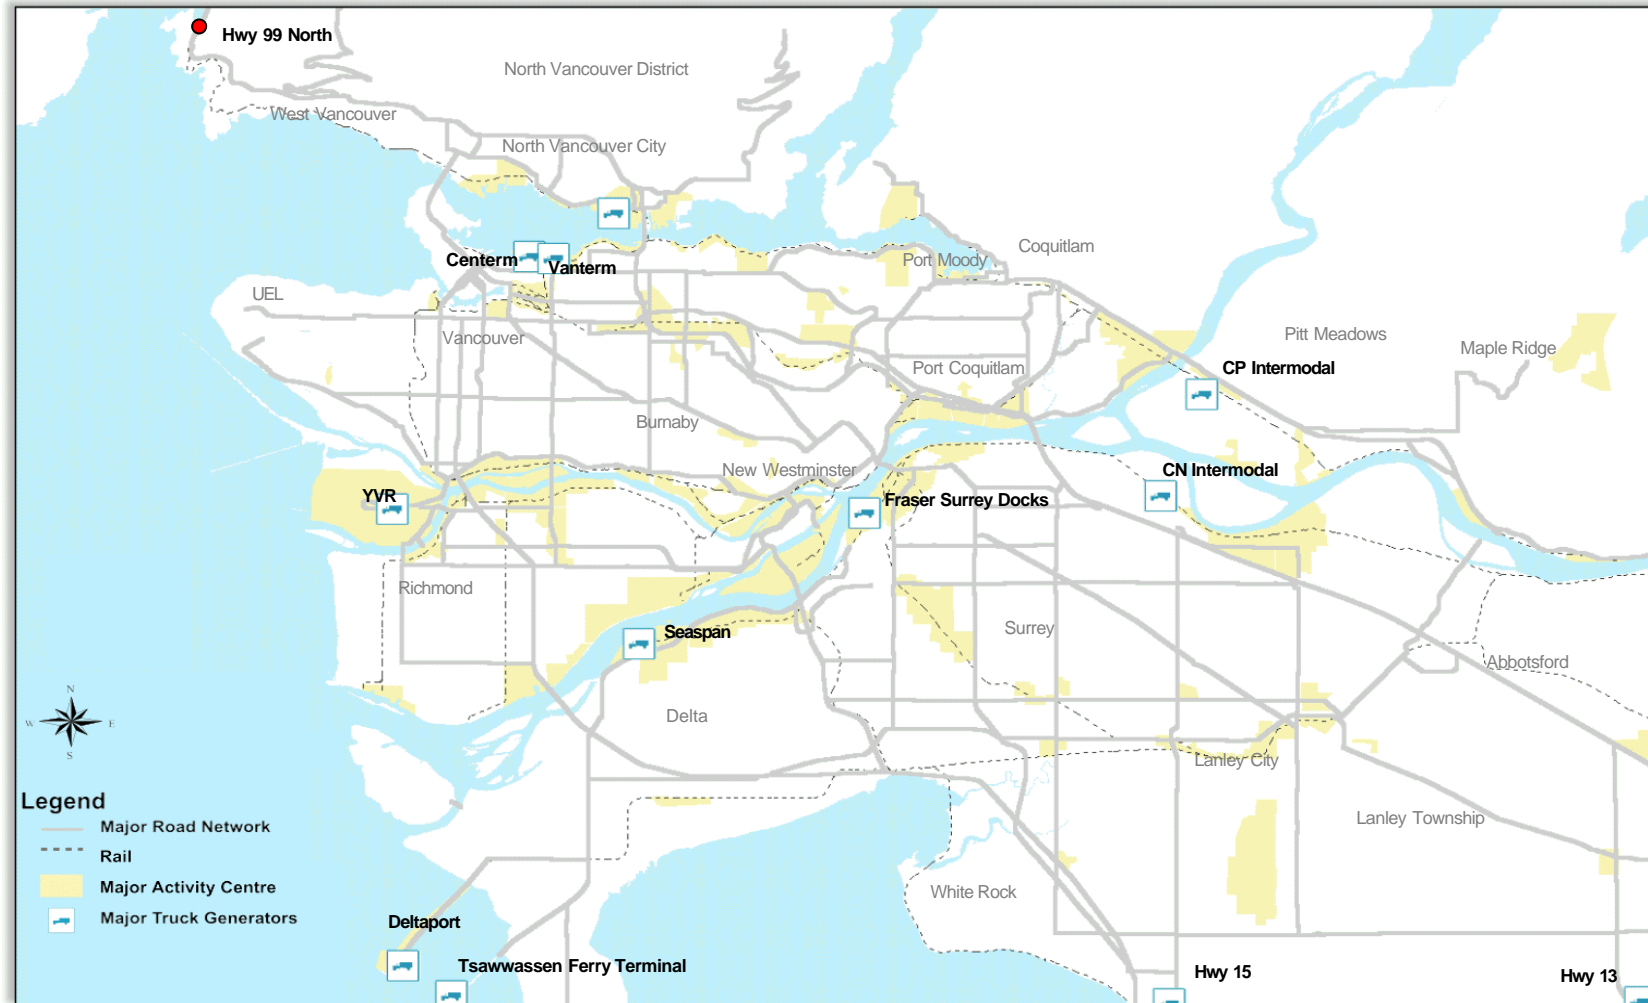 Hwy 99 North
North Vancouver District
West Vancouver
North Vancouver City
Coquitlam
Centerm
Vanterm
Port Moody
UEL
Vancouver
Pitt Meadows
Maple Ridge
CP Intermodal
Port Coquitlam
Burnaby
New Westminster
CN Intermodal
YVR
Fraser Surrey Docks
Richmond
Seaspan
Surrey
Abbotsford
Delta
N
W
E
S
Lanley City
Legend
Major Road Network
Rail
Major Activity Centre
Major Truck Generators
Lanley Township
White Rock
Deltaport
Tsawwassen Ferry Terminal
Hwy 15
Hwy 13